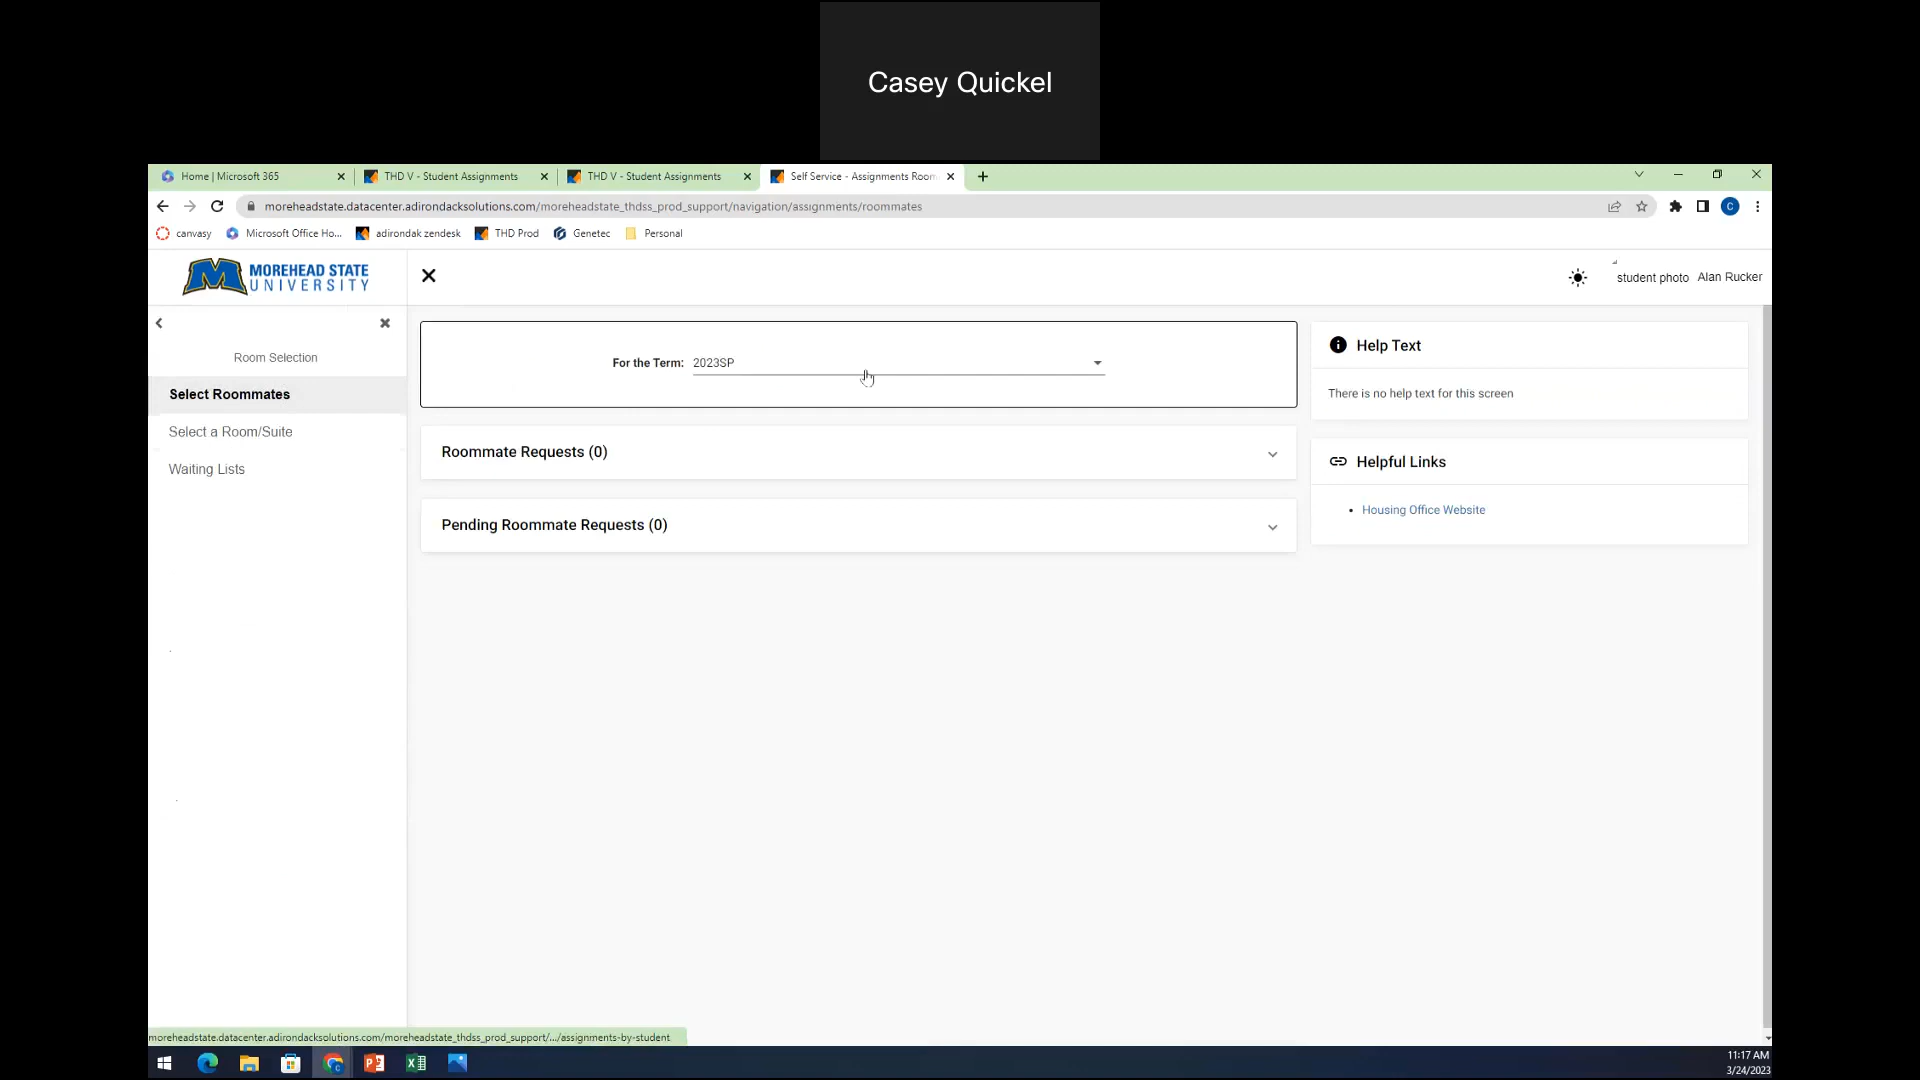 Casey Quickel
Home | Microsoft 365
THD V - Student Assignments
THD V - Student Assignments
Self Service - Assignments Room
moreheadstate.datacenter.adirondacksolutions.com/moreheadstate_thdss_prod_support/navigation/assignments/roommates
C
canvasy
Microsoft Office Ho...
adirondak zendesk
THD Prod
Genetec
Personal
MOREHEAD STATE
UNIVERSITY
student photo
Alan Rucker
Room Selection
Select Roommates
Select a Room/Suite
Waiting Lists
For the Term: 2023SP
Roommate Requests (0)
Pending Roommate Requests (0)
Help Text
There is no help text for this screen
Helpful Links
• Housing Office Website
moreheadstate.datacenter.adirondacksolutions.com/moreheadstate_thdss_prod_support/.../assignments-by-student
11:17 AM
3/24/2023